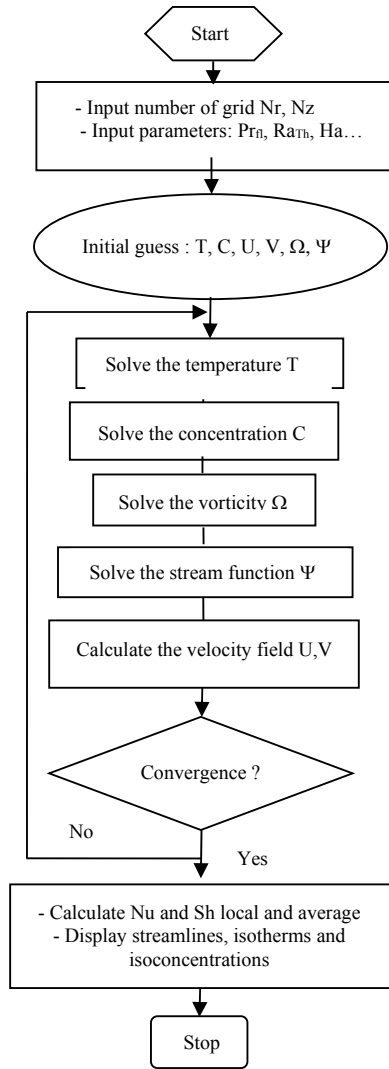 Start
- Input number of grid Nr, Nz
- Input parameters: Prfl, RaTh, Ha…
Initial guess : T, C, U, V, Ω, Ψ
Solve the temperature T
Solve the concentration C
Solve the vorticity Ω
Solve the stream function Ψ
Calculate the velocity field U,V
Convergence ?
No
Yes
- Calculate Nu and Sh local and average
- Display streamlines, isotherms and
isoconcentrations
Stop